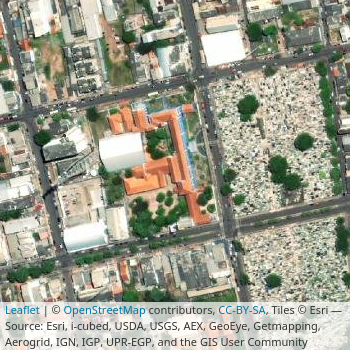 Leaflet | © OpenStreetMap contributors, CC-BY-SA, Tiles © Esri —
Source: Esri, i-cubed, USDA, USGS, AEX, GeoEye, Getmapping,
Aerogrid, IGN, IGP, UPR-EGP, and the GIS User Community